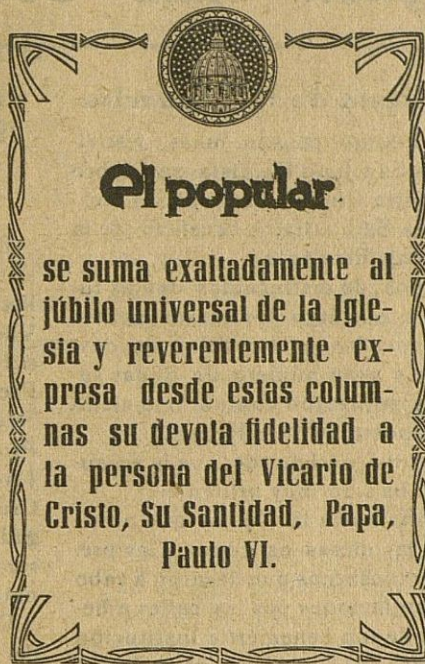 El popular
se suma exaltadamente al
júbilo universal de la Igle-
sia y reverentemente ex-
presa desde estas colum-
nas su devota fidelidad a
la persona del Vicario de
Cristo, Su Santidad, Papa,
Paulo VI.